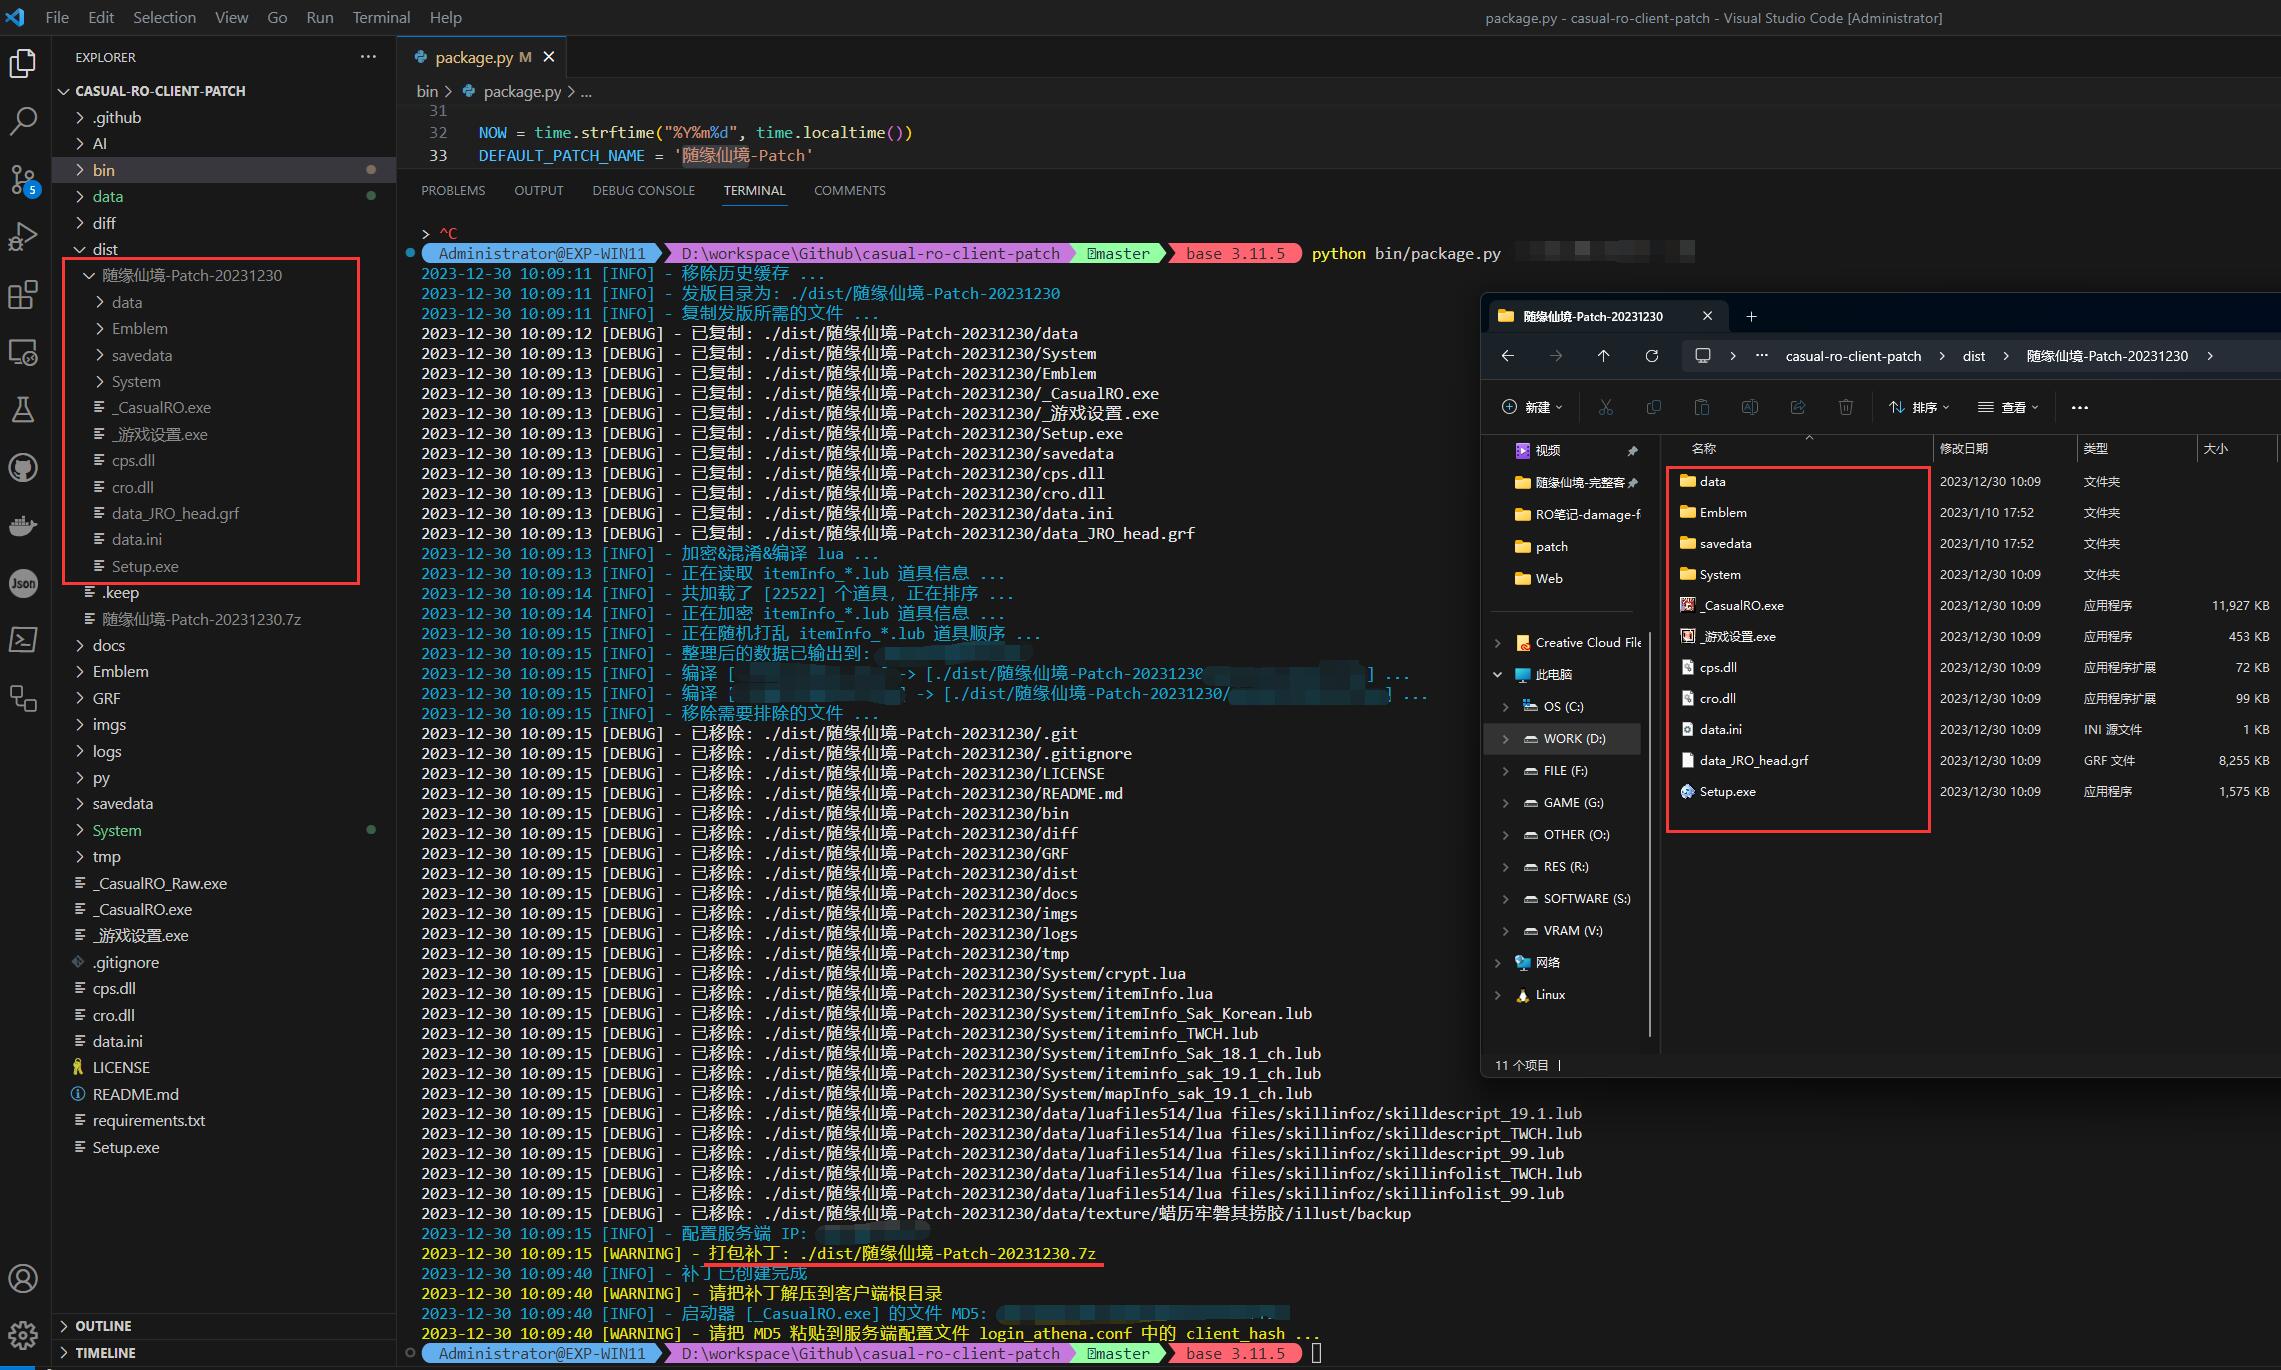 File Edit Selection View Go Run Terminal Help
package.py - casual-ro-client-patch - Visual Studio Code [Administrator]
EXPLORER
CASUAL-RO-CLIENT-PATCH
.github
AI
bin
data
diff
dist
随缘仙境-Patch-20231230
data
Emblem
savedata
System
_CasualRO.exe
_游戏设置.exe
cps.dll
cro.dll
data_JRO_head.grf
data.ini
Setup.exe
.keep
随缘仙境-Patch-20231230.7z
docs
Emblem
GRF
imgs
logs
py
savedata
System
tmp
_CasualRO_Raw.exe
_CasualRO.exe
_游戏设置.exe
.gitignore
cps.dll
cro.dll
data.ini
LICENSE
README.md
requirements.txt
Setup.exe
OUTLINE
TIMELINE
5
Json
package.py M
bin > package.py > ...
31
32 NOW = time.strftime("%Y%m%d", time.localtime())
33 DEFAULT_PATCH_NAME = '随缘仙境-Patch'
PROBLEMS OUTPUT DEBUG CONSOLE TERMINAL COMMENTS
> ^C
Administrator@EXP-WIN11 D:\workspace\Github\casual-ro-client-patch master base 3.11.5 python bin/package.py
2023-12-30 10:09:11 [INFO] - 移除历史缓存 ...
2023-12-30 10:09:11 [INFO] - 发版目录为: ./dist/随缘仙境-Patch-20231230
2023-12-30 10:09:11 [INFO] - 复制发版所需的文件 ...
2023-12-30 10:09:12 [DEBUG] - 已复制: ./dist/随缘仙境-Patch-20231230/data
2023-12-30 10:09:13 [DEBUG] - 已复制: ./dist/随缘仙境-Patch-20231230/System
2023-12-30 10:09:13 [DEBUG] - 已复制: ./dist/随缘仙境-Patch-20231230/Emblem
2023-12-30 10:09:13 [DEBUG] - 已复制: ./dist/随缘仙境-Patch-20231230/_CasualRO.exe
2023-12-30 10:09:13 [DEBUG] - 已复制: ./dist/随缘仙境-Patch-20231230/_游戏设置.exe
2023-12-30 10:09:13 [DEBUG] - 已复制: ./dist/随缘仙境-Patch-20231230/Setup.exe
2023-12-30 10:09:13 [DEBUG] - 已复制: ./dist/随缘仙境-Patch-20231230/savedata
2023-12-30 10:09:13 [DEBUG] - 已复制: ./dist/随缘仙境-Patch-20231230/cps.dll
2023-12-30 10:09:13 [DEBUG] - 已复制: ./dist/随缘仙境-Patch-20231230/cro.dll
2023-12-30 10:09:13 [DEBUG] - 已复制: ./dist/随缘仙境-Patch-20231230/data.ini
2023-12-30 10:09:13 [DEBUG] - 已复制: ./dist/随缘仙境-Patch-20231230/data_JRO_head.grf
2023-12-30 10:09:13 [INFO] - 加密&混淆&编译 lua ...
2023-12-30 10:09:13 [INFO] - 正在读取 itemInfo_*.lub 道具信息 ...
2023-12-30 10:09:14 [INFO] - 共加载了 [22522] 个道具, 正在排序 ...
2023-12-30 10:09:14 [INFO] - 正在加密 itemInfo_*.lub 道具信息 ...
2023-12-30 10:09:15 [INFO] - 正在随机打乱 itemInfo_*.lub 道具顺序 ...
2023-12-30 10:09:15 [INFO] - 整理后的数据已输出到:
2023-12-30 10:09:15 [INFO] - 编译 [ -> [./dist/随缘仙境-Patch-20231230 ] ...
2023-12-30 10:09:15 [INFO] - 编译 [ ] -> [./dist/随缘仙境-Patch-20231230/ ] ...
2023-12-30 10:09:15 [INFO] - 移除需要排除的文件 ...
2023-12-30 10:09:15 [DEBUG] - 已移除: ./dist/随缘仙境-Patch-20231230/.git
2023-12-30 10:09:15 [DEBUG] - 已移除: ./dist/随缘仙境-Patch-20231230/.gitignore
2023-12-30 10:09:15 [DEBUG] - 已移除: ./dist/随缘仙境-Patch-20231230/LICENSE
2023-12-30 10:09:15 [DEBUG] - 已移除: ./dist/随缘仙境-Patch-20231230/README.md
2023-12-30 10:09:15 [DEBUG] - 已移除: ./dist/随缘仙境-Patch-20231230/bin
2023-12-30 10:09:15 [DEBUG] - 已移除: ./dist/随缘仙境-Patch-20231230/diff
2023-12-30 10:09:15 [DEBUG] - 已移除: ./dist/随缘仙境-Patch-20231230/GRF
2023-12-30 10:09:15 [DEBUG] - 已移除: ./dist/随缘仙境-Patch-20231230/dist
2023-12-30 10:09:15 [DEBUG] - 已移除: ./dist/随缘仙境-Patch-20231230/docs
2023-12-30 10:09:15 [DEBUG] - 已移除: ./dist/随缘仙境-Patch-20231230/imgs
2023-12-30 10:09:15 [DEBUG] - 已移除: ./dist/随缘仙境-Patch-20231230/logs
2023-12-30 10:09:15 [DEBUG] - 已移除: ./dist/随缘仙境-Patch-20231230/tmp
2023-12-30 10:09:15 [DEBUG] - 已移除: ./dist/随缘仙境-Patch-20231230/System/crypt.lua
2023-12-30 10:09:15 [DEBUG] - 已移除: ./dist/随缘仙境-Patch-20231230/System/itemInfo.lua
2023-12-30 10:09:15 [DEBUG] - 已移除: ./dist/随缘仙境-Patch-20231230/System/itemInfo_Sak_Korean.lub
2023-12-30 10:09:15 [DEBUG] - 已移除: ./dist/随缘仙境-Patch-20231230/System/iteminfo_TWCH.lub
2023-12-30 10:09:15 [DEBUG] - 已移除: ./dist/随缘仙境-Patch-20231230/System/itemInfo_Sak_18.1_ch.lub
2023-12-30 10:09:15 [DEBUG] - 已移除: ./dist/随缘仙境-Patch-20231230/System/iteminfo_sak_19.1_ch.lub
2023-12-30 10:09:15 [DEBUG] - 已移除: ./dist/随缘仙境-Patch-20231230/System/mapInfo_sak_19.1_ch.lub
2023-12-30 10:09:15 [DEBUG] - 已移除: ./dist/随缘仙境-Patch-20231230/data/luafiles514/lua files/skillinfoz/skilldescript_19.1.lub
2023-12-30 10:09:15 [DEBUG] - 已移除: ./dist/随缘仙境-Patch-20231230/data/luafiles514/lua files/skillinfoz/skilldescript_TWCH.lub
2023-12-30 10:09:15 [DEBUG] - 已移除: ./dist/随缘仙境-Patch-20231230/data/luafiles514/lua files/skillinfoz/skilldescript_99.lub
2023-12-30 10:09:15 [DEBUG] - 已移除: ./dist/随缘仙境-Patch-20231230/data/luafiles514/lua files/skillinfoz/skillinfolist_TWCH.lub
2023-12-30 10:09:15 [DEBUG] - 已移除: ./dist/随缘仙境-Patch-20231230/data/luafiles514/lua files/skillinfoz/skillinfolist_99.lub
2023-12-30 10:09:15 [DEBUG] - 已移除: ./dist/随缘仙境-Patch-20231230/data/texture/蜡历牢磐其捞胶/illust/backup
2023-12-30 10:09:15 [INFO] - 配置服务端 IP:
2023-12-30 10:09:15 [WARNING] - 打包补丁: ./dist/随缘仙境-Patch-20231230.7z
2023-12-30 10:09:40 [INFO] - 补丁已创建完成
2023-12-30 10:09:40 [WARNING] - 请把补丁解压到客户端根目录
2023-12-30 10:09:40 [INFO] - 启动器 [_CasualRO.exe] 的文件 MD5:
2023-12-30 10:09:40 [WARNING] - 请把 MD5 粘贴到服务端配置文件 login_athena.conf 中的 client_hash ...
Administrator@EXP-WIN11 D:\workspace\Github\casual-ro-client-patch master base 3.11.5
随缘仙境-Patch-20231230
casual-ro-client-patch > dist > 随缘仙境-Patch-20231230 >
新建 排序 查看
视频
随缘仙境-完整客
RO笔记-damage-f
patch
Web
Creative Cloud File
此电脑
OS (C:)
WORK (D:)
FILE (F:)
GAME (G:)
OTHER (O:)
RES (R:)
SOFTWARE (S:)
VRAM (V:)
网络
Linux
名称 修改日期 类型 大小
data 2023/12/30 10:09 文件夹
Emblem 2023/1/10 17:52 文件夹
savedata 2023/1/10 17:52 文件夹
System 2023/12/30 10:09 文件夹
_CasualRO.exe 2023/12/30 10:09 应用程序 11,927 KB
_游戏设置.exe 2023/12/30 10:09 应用程序 453 KB
cps.dll 2023/12/30 10:09 应用程序扩展 72 KB
cro.dll 2023/12/30 10:09 应用程序扩展 99 KB
data.ini 2023/12/30 10:09 INI 源文件 1 KB
data_JRO_head.grf 2023/12/30 10:09 GRF 文件 8,255 KB
Setup.exe 2023/12/30 10:09 应用程序 1,575 KB
11 个项目